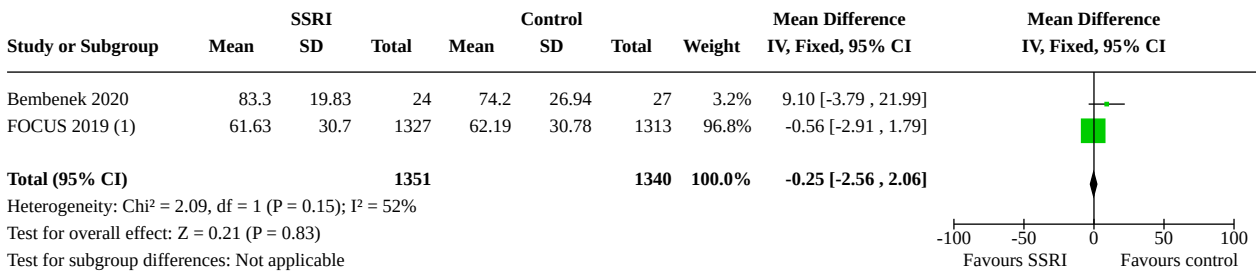 SSRI Control Mean Difference Mean Difference
Study or Subgroup Mean SD Total Mean SD Total Weight IV, Fixed, 95% CI IV, Fixed, 95% CI
Bembenek 2020 83.3 19.83 24 74.2 26.94 27 3.2% 9.10 [-3.79 , 21.99]
FOCUS 2019 (1) 61.63 30.7 1327 62.19 30.78 1313 96.8% -0.56 [-2.91 , 1.79]
Total (95% CI) 1351 1340 100.0% -0.25 [-2.56 , 2.06]
Heterogeneity: Chi² = 2.09, df = 1 (P = 0.15); I² = 52%
Test for overall effect: Z = 0.21 (P = 0.83)
-100 -50 0 50 100
Test for subgroup differences: Not applicable Favours SSRI Favours control